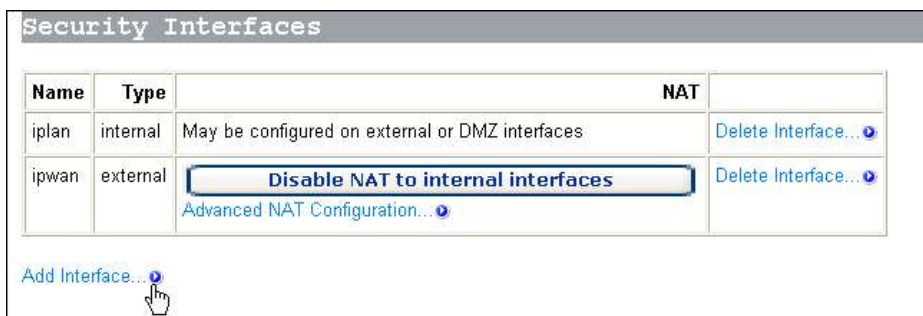 Security Interfaces
Name Type NAT
iplan internal May be configured on external or DMZ interfaces Delete Interface...
ipwan external Disable NAT to internal interfaces Delete Interface...
Advanced NAT Configuration...
Add Interface...